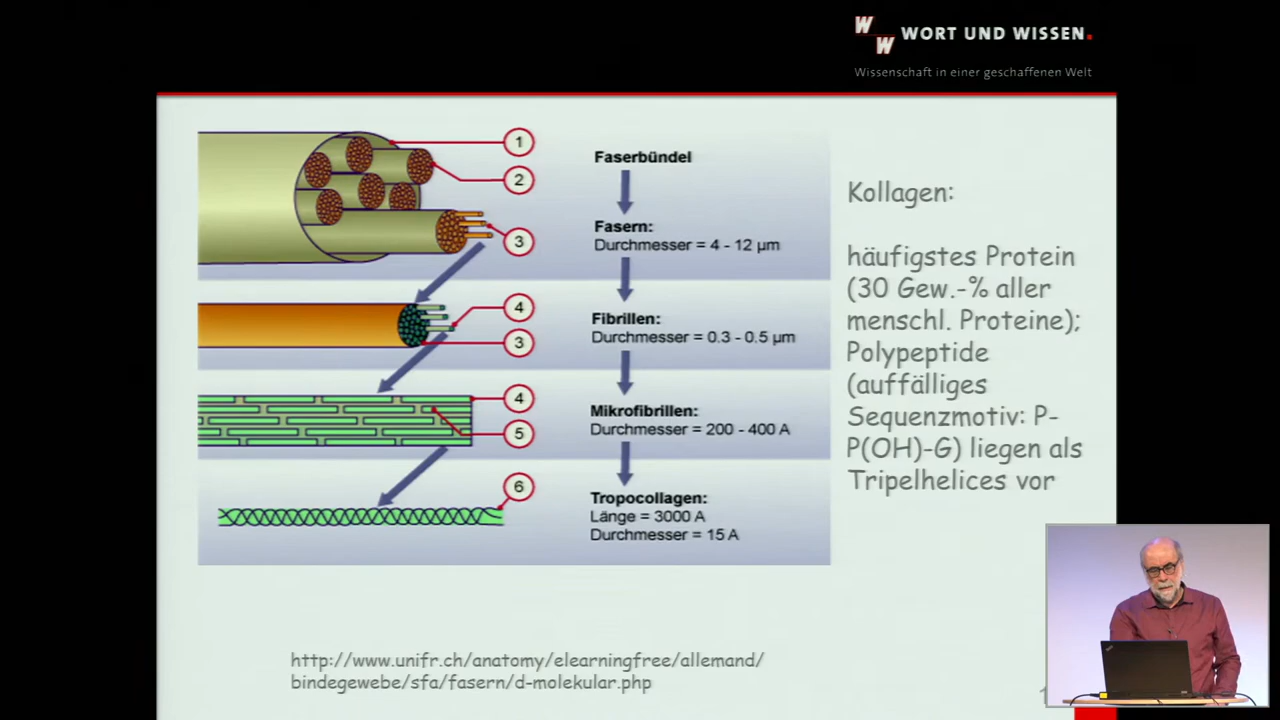 W
W
WORT UND WISSEN.
Wissenschaft in einer geschaffenen Welt
1
2
3
4
3
4
5
6
Faserbündel
Fasern:
Durchmesser = 4 - 12 µm
Fibrillen:
Durchmesser = 0.3 - 0.5 µm
Mikrofibrillen:
Durchmesser = 200 - 400 A
Tropocollagen:
Länge = 3000 A
Durchmesser = 15 A
Kollagen:
häufigstes Protein
(30 Gew.-% aller
menschl. Proteine);
Polypeptide
(auffälliges
Sequenzmotiv: P-
P(OH)-G) liegen als
Tripelhelices vor
http://www.unifr.ch/anatomy/elearningfree/allemand/
bindegewebe/sfa/fasern/d-molekular.php